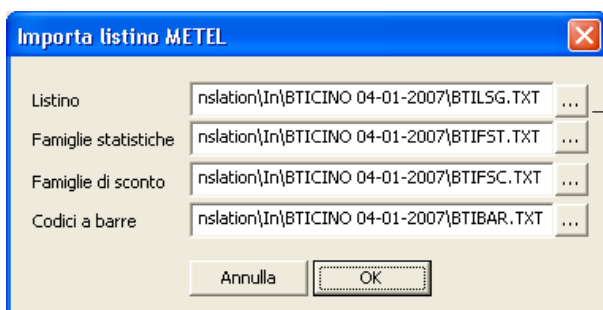 Importa listino METEL
Listino nslation\In\BTICINO 04-01-2007\BTILSG.TXT ...
Famiglie statistiche nslation\In\BTICINO 04-01-2007\BTIFST.TXT ...
Famiglie di sconto nslation\In\BTICINO 04-01-2007\BTIFSC.TXT ...
Codici a barre nslation\In\BTICINO 04-01-2007\BTIBAR.TXT ...
Annulla OK